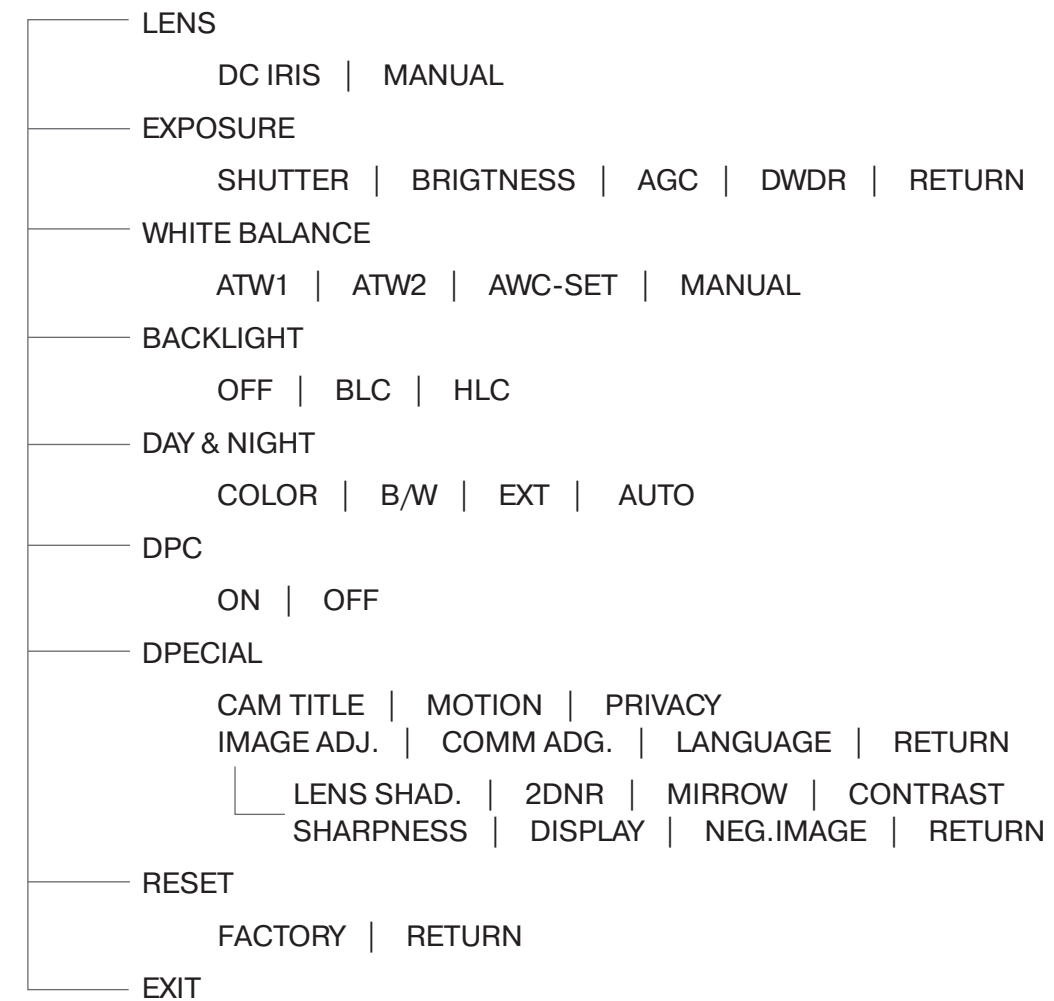 LENS
DC IRIS | MANUAL
EXPOSURE
SHUTTER | BRIGTNESS | AGC | DWDR | RETURN
WHITE BALANCE
ATW1 | ATW2 | AWC-SET | MANUAL
BACKLIGHT
OFF | BLC | HLC
DAY & NIGHT
COLOR | B/W | EXT | AUTO
DPC
ON | OFF
DPECIAL
CAM TITLE | MOTION | PRIVACY
IMAGE ADJ. | COMM ADG. | LANGUAGE | RETURN
LENS SHAD. | 2DNR | MIRROW | CONTRAST
SHARPNESS | DISPLAY | NEG.IMAGE | RETURN
RESET
FACTORY | RETURN
EXIT